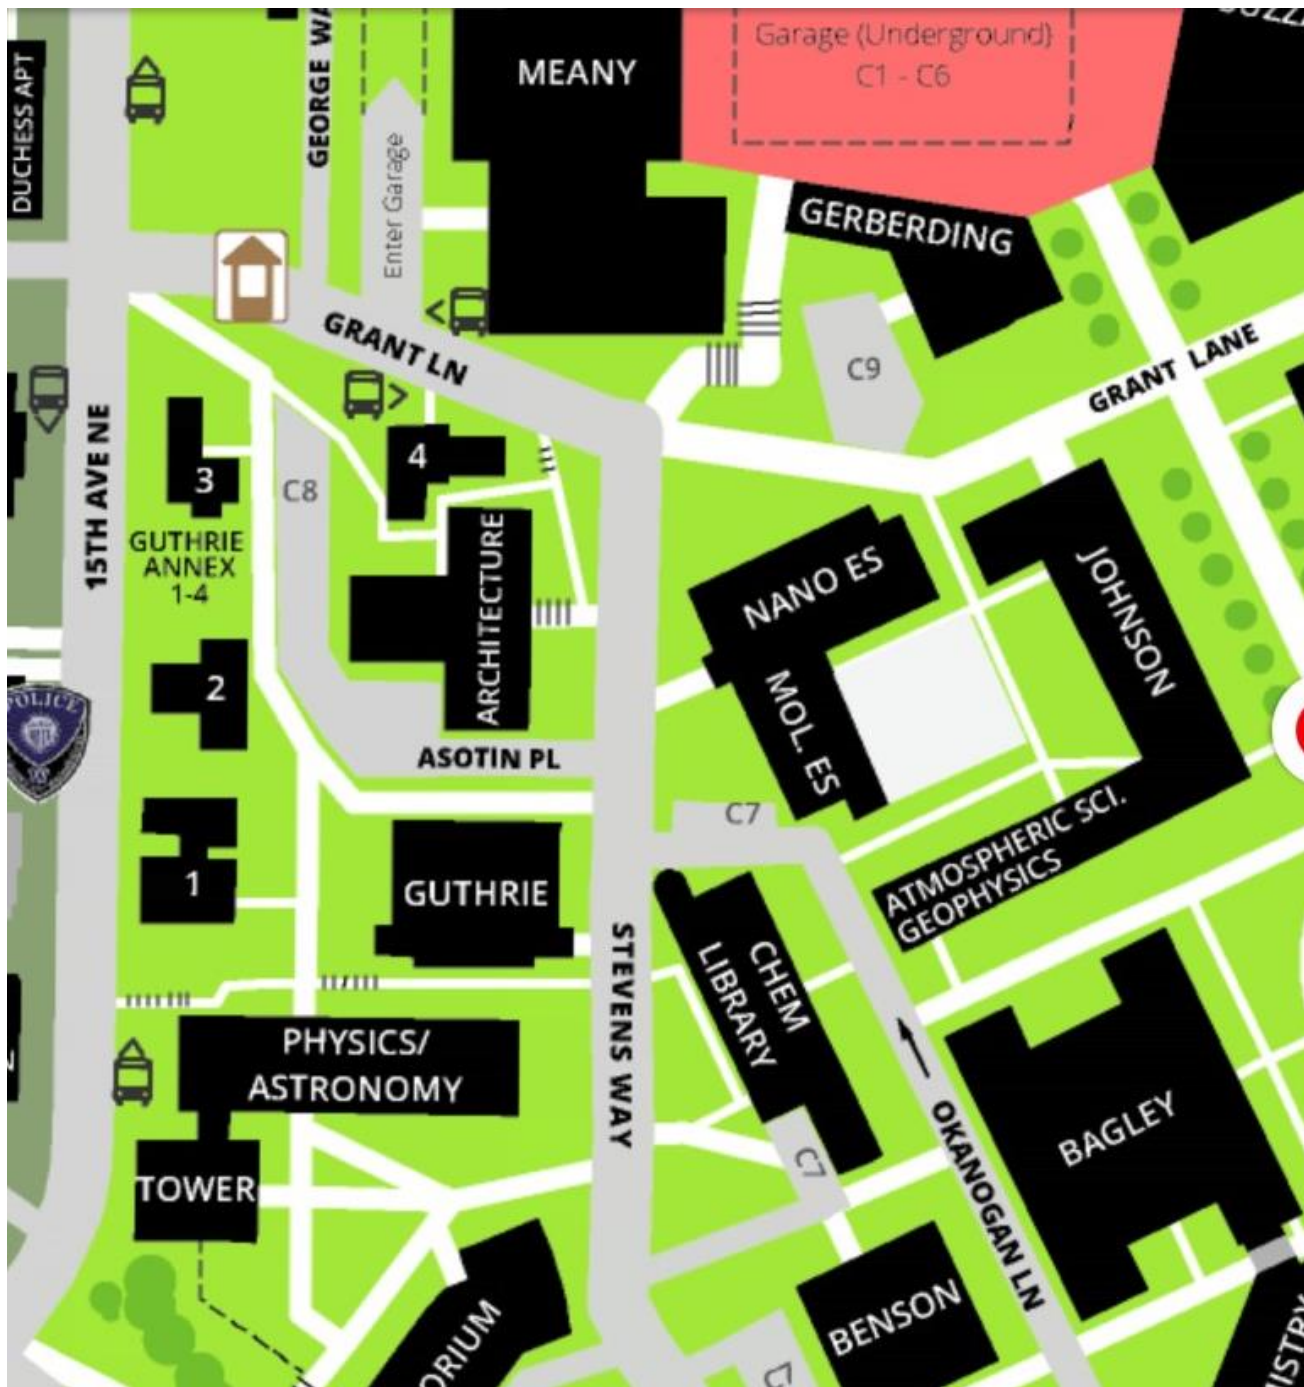 DUCHESS APT
GEORGE WA
MEANY
Garage (Underground)
C1 - C6
Enter Garage
GERBERDING
GRANT LN
C9
GRANT LANE
15TH AVE NE
3
C8
4
GUTHRIE
ANNEX
1-4
ARCHITECTURE
NANO ES
JOHNSON
2
MOL. ES
POLICE
ASOTIN PL
C7
ATMOSPHERIC SCI.
GEOPHYSICS
1
GUTHRIE
STEVENS WAY
CHEM
LIBRARY
PHYSICS/
ASTRONOMY
BAGLEY
OKANOGAN LN
C7
TOWER
BENSON
ORIUM
C7
ISTRY